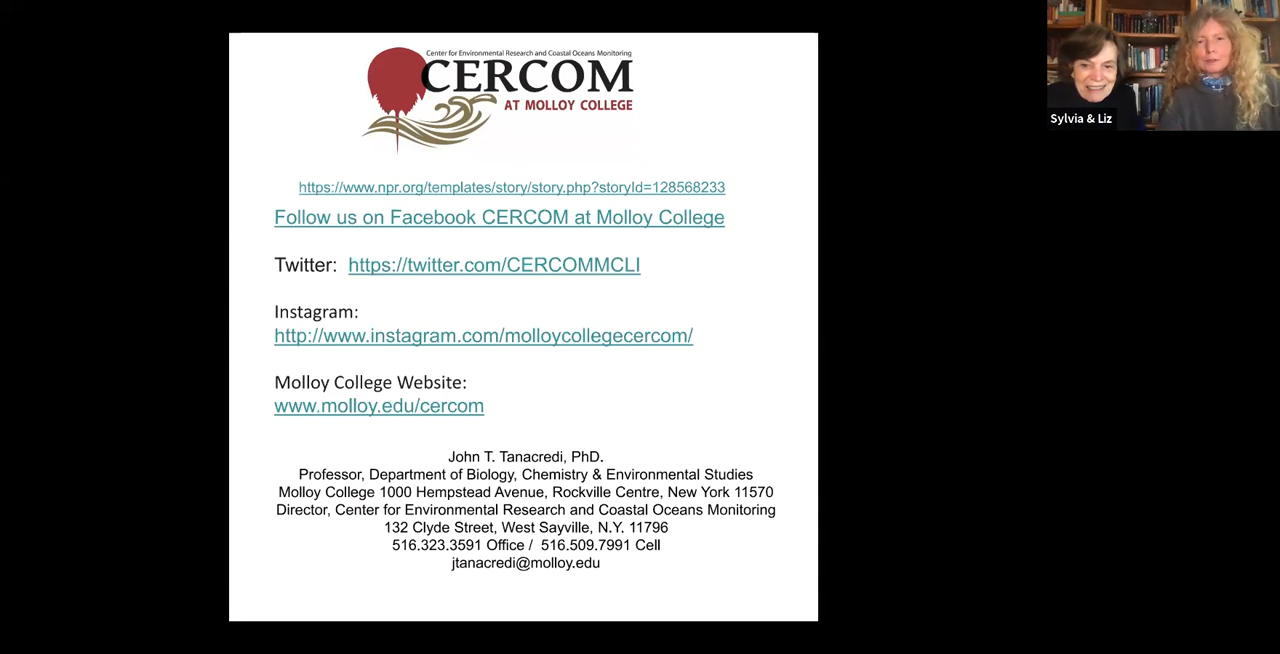 Center for Environmental Research and Coastal Oceans Monitoring
CERCOM
AT MOLLOY COLLEGE
https://www.npr.org/templates/story/story.php?storyId=128568233
Follow us on Facebook CERCOM at Molloy College
Twitter: https://twitter.com/CERCOMMCLI
Instagram:
http://www.instagram.com/molloycollegecercom/
Molloy College Website:
www.molloy.edu/cercom
John T. Tanacredi, PhD.
Professor, Department of Biology, Chemistry & Environmental Studies
Molloy College 1000 Hempstead Avenue, Rockville Centre, New York 11570
Director, Center for Environmental Research and Coastal Oceans Monitoring
132 Clyde Street, West Sayville, N.Y. 11796
516.323.3591 Office / 516.509.7991 Cell
jtanacredi@molloy.edu
Sylvia & Liz